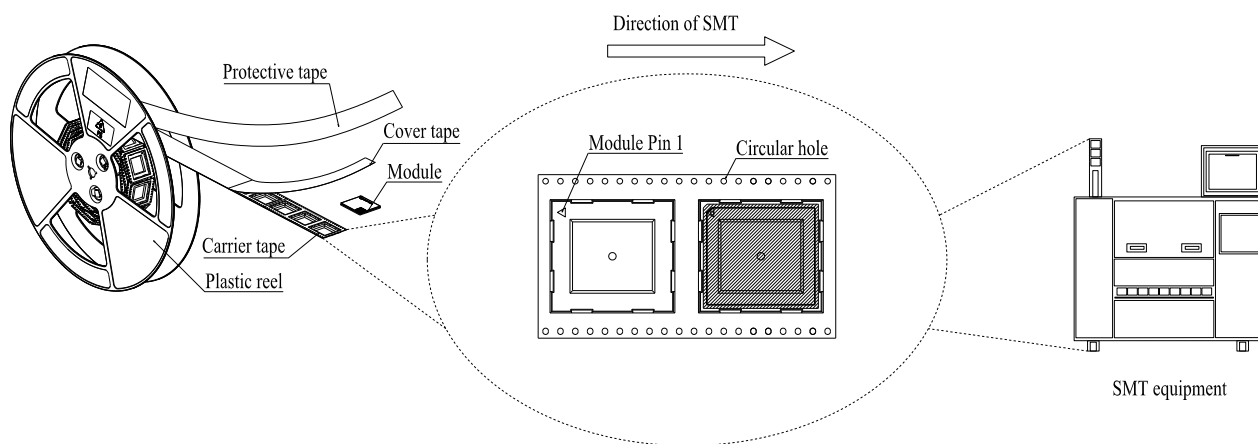 Direction of SMT
Protective tape
Cover tape
Module
Carrier tape
Plastic reel
Module Pin 1
Circular hole
SMT equipment